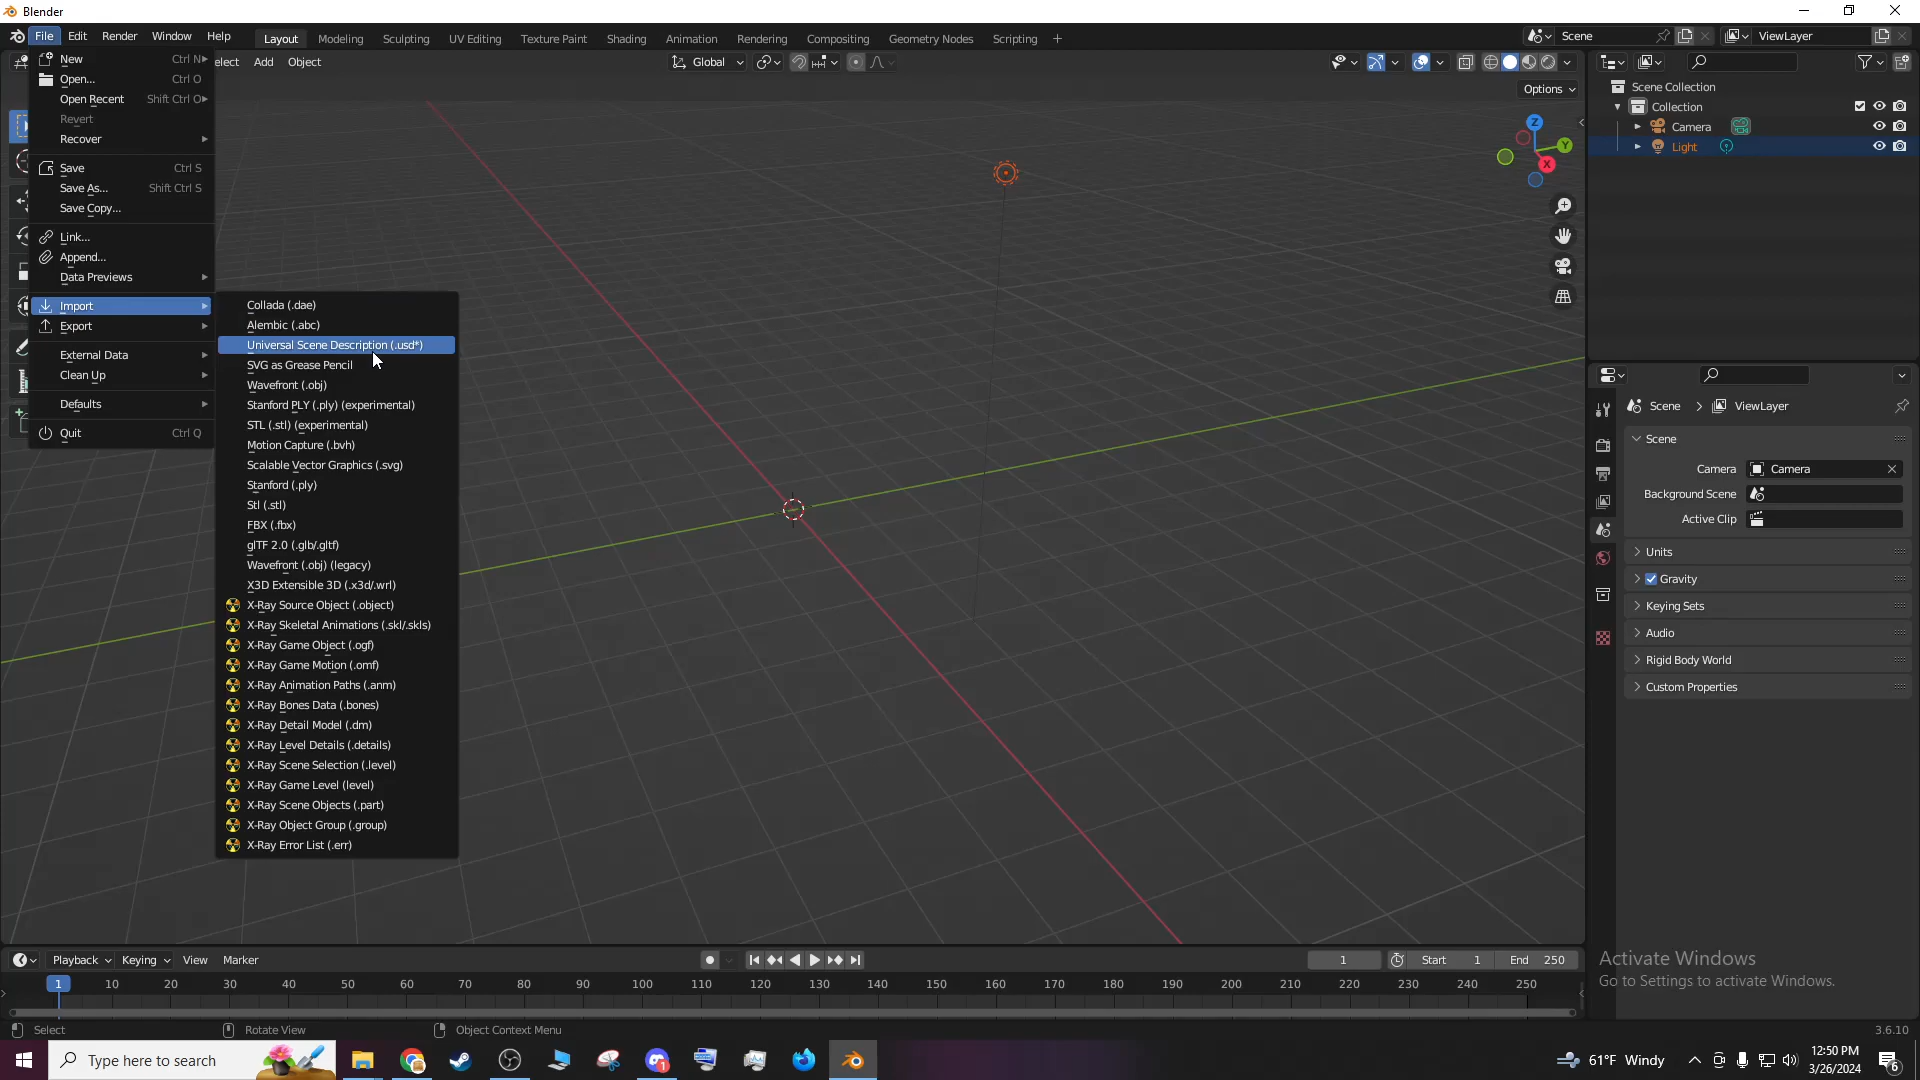 Blender
File Edit Render Window Help
Layout Modeling Sculpting UV Editing Texture Paint Shading Animation Rendering Compositing Geometry Nodes Scripting +
Scene
ViewLayer
elect Add Object
Global
Options
New Ctrl N
Open... Ctrl O
Open Recent Shift Ctrl O
Revert
Recover
Save Ctrl S
Save As... Shift Ctrl S
Save Copy...
Link...
Append...
Data Previews
Import
Export
External Data
Clean Up
Defaults
Quit Ctrl Q
Collada (.dae)
Alembic (.abc)
Universal Scene Description (.usd*)
SVG as Grease Pencil
Wavefront (.obj)
Stanford PLY (.ply) (experimental)
STL (.stl) (experimental)
Motion Capture (.bvh)
Scalable Vector Graphics (.svg)
Stanford (.ply)
Stl (.stl)
FBX (.fbx)
glTF 2.0 (.glb/.gltf)
Wavefront (.obj) (legacy)
X3D Extensible 3D (.x3d/.wrl)
X-Ray Source Object (.object)
X-Ray Skeletal Animations (.skl/.skls)
X-Ray Game Object (.ogf)
X-Ray Game Motion (.omf)
X-Ray Animation Paths (.anm)
X-Ray Bones Data (.bones)
X-Ray Detail Model (.dm)
X-Ray Level Details (.details)
X-Ray Scene Selection (.level)
X-Ray Game Level (level)
X-Ray Scene Objects (.part)
X-Ray Object Group (.group)
X-Ray Error List (.err)
Z
Y
X
Scene Collection
Collection
Camera
Light
Scene > ViewLayer
Scene
Camera Camera
Background Scene
Active Clip
Units
Gravity
Keying Sets
Audio
Rigid Body World
Custom Properties
Playback Keying View Marker
1 Start 1 End 250
1 10 20 30 40 50 60 70 80 90 100 110 120 130 140 150 160 170 180 190 200 210 220 230 240 250
Activate Windows
Go to Settings to activate Windows.
Select Rotate View Object Context Menu
3.6.10
Type here to search
1
61°F Windy
12:50 PM
3/26/2024
6